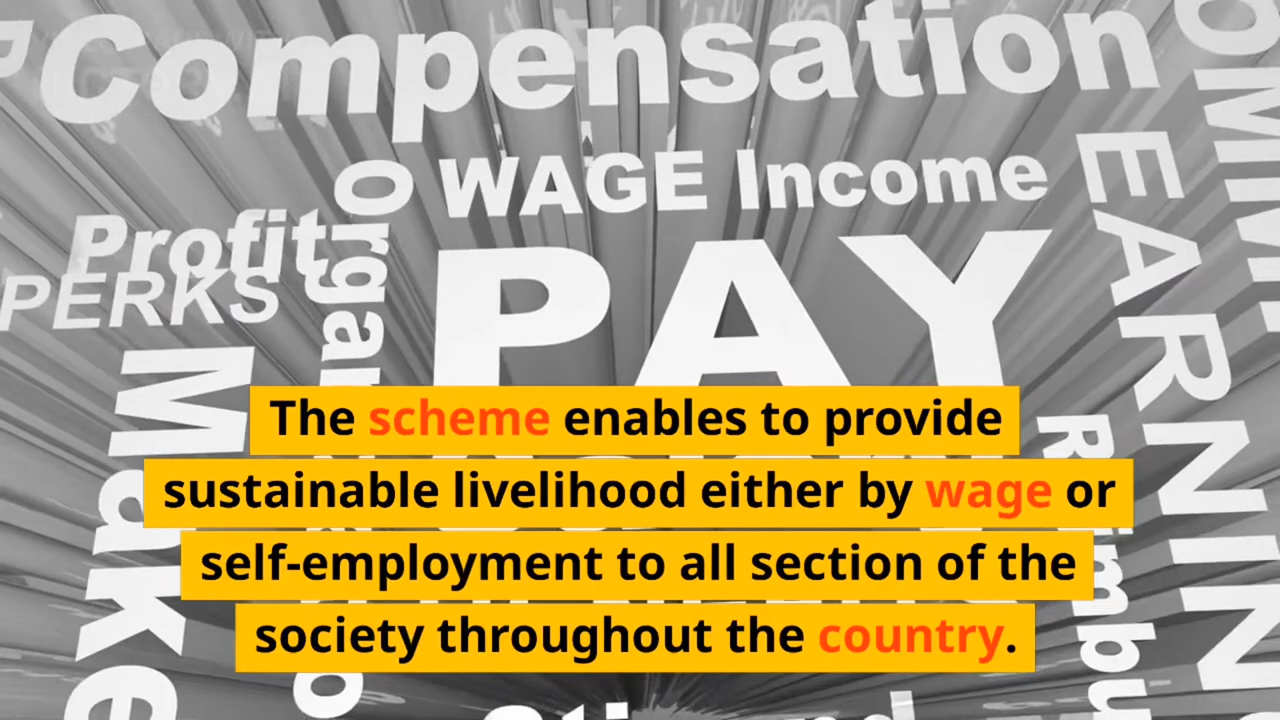 Compensation
WAGE Income
Profit
PERKS
PAY
EARNIN
Make
The scheme enables to provide
sustainable livelihood either by wage or
self-employment to all section of the
society throughout the country.